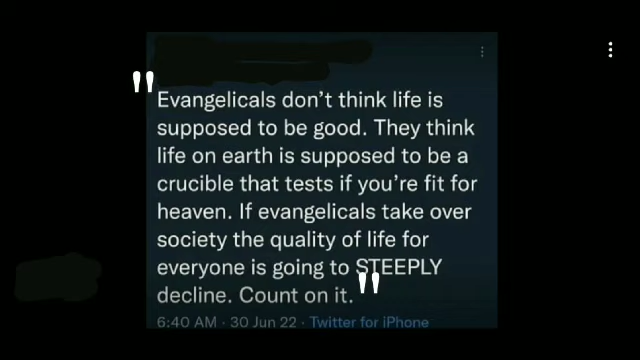 "Evangelicals don't think life is
supposed to be good. They think
life on earth is supposed to be a
crucible that tests if you're fit for
heaven. If evangelicals take over
society the quality of life for
everyone is going to STEEPLY
decline. Count on it."
6:40 AM · 30 Jun 22 · Twitter for iPhone